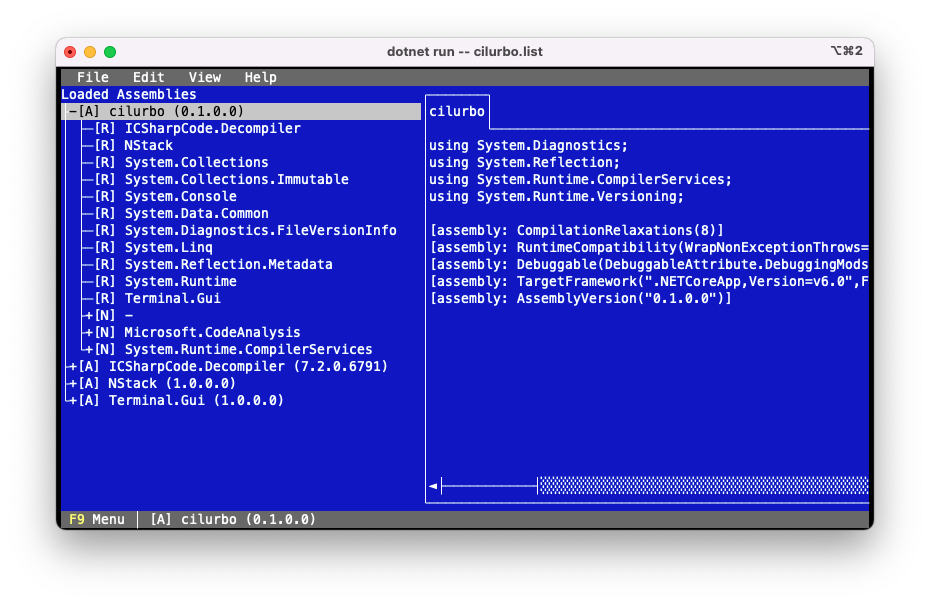 dotnet run -- cilurbo.list
⌥⌘2
File Edit View Help
Loaded Assemblies
-[A] cilurbo (0.1.0.0)
[R] ICSharpCode.Decompiler
[R] NStack
[R] System.Collections
[R] System.Collections.Immutable
[R] System.Console
[R] System.Data.Common
[R] System.Diagnostics.FileVersionInfo
[R] System.Linq
[R] System.Reflection.Metadata
[R] System.Runtime
[R] Terminal.Gui
+[N] -
+[N] Microsoft.CodeAnalysis
+[N] System.Runtime.CompilerServices
+[A] ICSharpCode.Decompiler (7.2.0.6791)
+[A] NStack (1.0.0.0)
+[A] Terminal.Gui (1.0.0.0)
cilurbo
using System.Diagnostics;
using System.Reflection;
using System.Runtime.CompilerServices;
using System.Runtime.Versioning;
[assembly: CompilationRelaxations(8)]
[assembly: RuntimeCompatibility(WrapNonExceptionThrows=
[assembly: Debuggable(DebuggableAttribute.DebuggingMods
[assembly: TargetFramework(".NETCoreApp,Version=v6.0",F
[assembly: AssemblyVersion("0.1.0.0")]
F9 Menu │ [A] cilurbo (0.1.0.0)